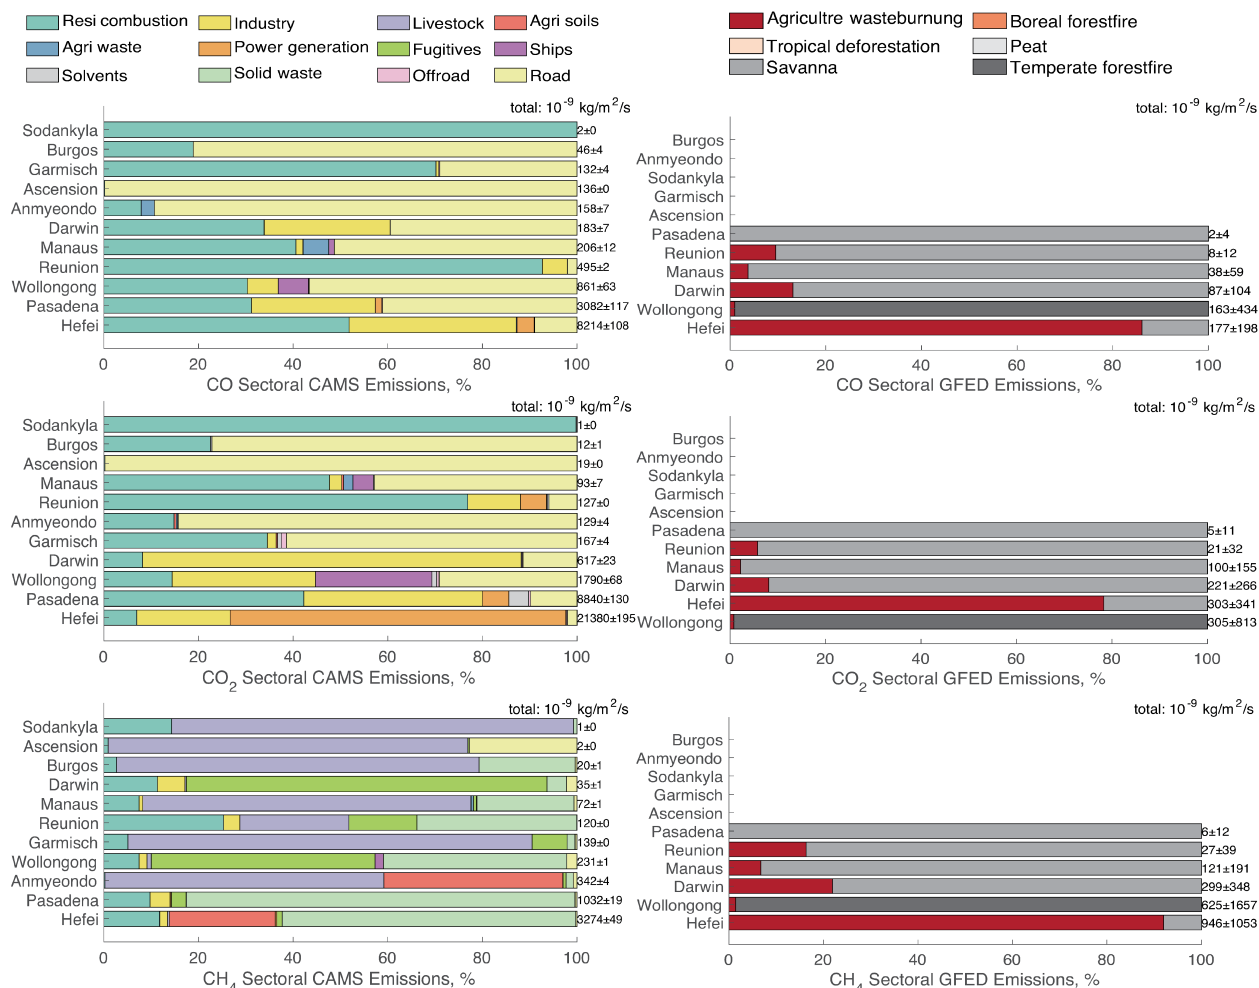 Resi combustion Industry Livestock Agri soils
Agri waste Power generation Fugitives Ships
Solvents Solid waste Offroad Road
Agricultre wasteburnung Boreal forestfire
Tropical deforestation Peat
Savanna Temperate forestfire
total: 10-9 kg/m2/s
Sodankyla 2±0
Burgos 46±4
Garmisch 132±4
Ascension 136±0
Anmyeondo 158±7
Darwin 183±7
Manaus 206±12
Reunion 495±2
Wollongong 861±63
Pasadena 3082±117
Hefei 8214±108
0 20 40 60 80 100
CO Sectoral CAMS Emissions, %
total: 10-9 kg/m2/s
Burgos
Anmyeondo
Sodankyla
Garmisch
Ascension
Pasadena 2±4
Reunion 8±12
Manaus 38±59
Darwin 87±104
Wollongong 163±434
Hefei 177±198
0 20 40 60 80 100
CO Sectoral GFED Emissions, %
total: 10-9 kg/m2/s
Sodankyla 1±0
Burgos 12±1
Ascension 19±0
Manaus 93±7
Reunion 127±0
Anmyeondo 129±4
Garmisch 167±4
Darwin 617±23
Wollongong 1790±68
Pasadena 8840±130
Hefei 21380±195
0 20 40 60 80 100
CO2 Sectoral CAMS Emissions, %
total: 10-9 kg/m2/s
Burgos
Anmyeondo
Sodankyla
Garmisch
Ascension
Pasadena 5±11
Reunion 21±32
Manaus 100±155
Darwin 221±266
Hefei 303±341
Wollongong 305±813
0 20 40 60 80 100
CO2 Sectoral GFED Emissions, %
total: 10-9 kg/m2/s
Sodankyla 1±0
Ascension 2±0
Burgos 20±1
Darwin 35±1
Manaus 72±1
Reunion 120±0
Garmisch 139±0
Wollongong 231±1
Anmyeondo 342±4
Pasadena 1032±19
Hefei 3274±49
0 20 40 60 80 100
CH4 Sectoral CAMS Emissions, %
total: 10-9 kg/m2/s
Burgos
Anmyeondo
Sodankyla
Garmisch
Ascension
Pasadena 6±12
Reunion 27±39
Manaus 121±191
Darwin 299±348
Wollongong 625±1657
Hefei 946±1053
0 20 40 60 80 100
CH4 Sectoral GFED Emissions, %